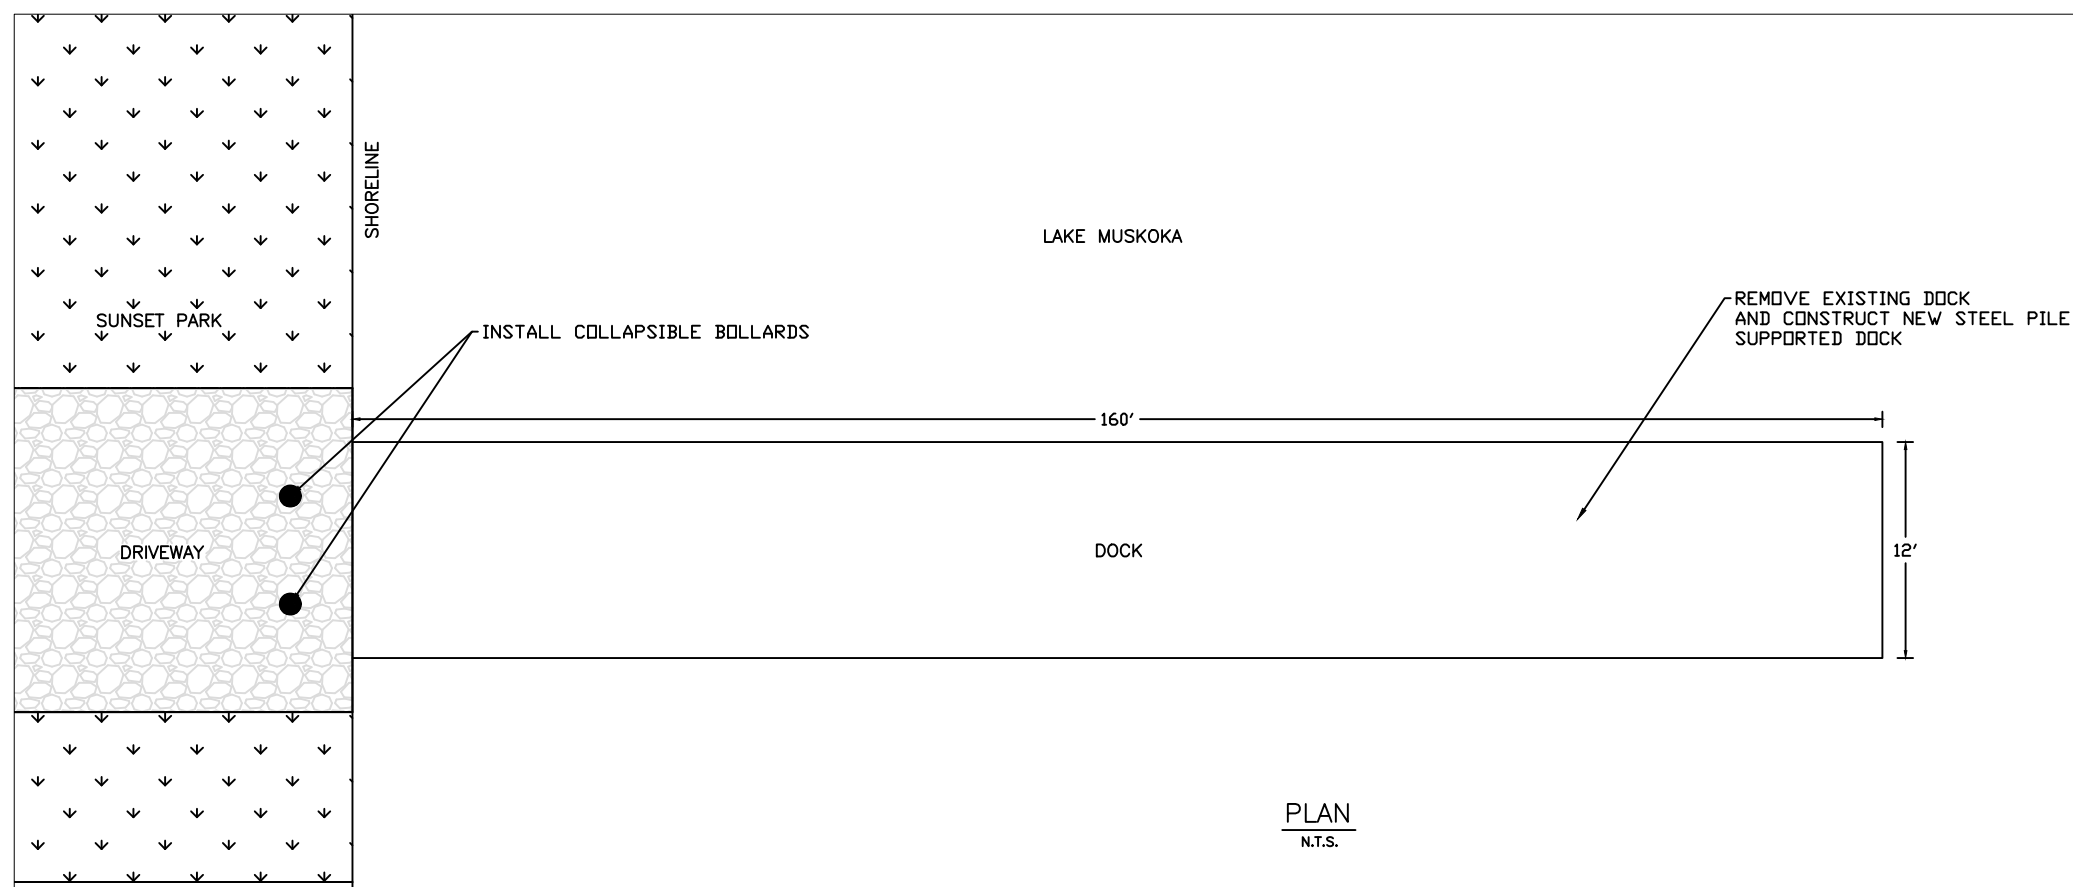 SHORELINE
LAKE MUSKOKA
SUNSET PARK
INSTALL COLLAPSIBLE BOLLARDS
REMOVE EXISTING DOCK
AND CONSTRUCT NEW STEEL PILE
SUPPORTED DOCK
160'
DRIVEWAY
DOCK
12'
PLAN
N.T.S.